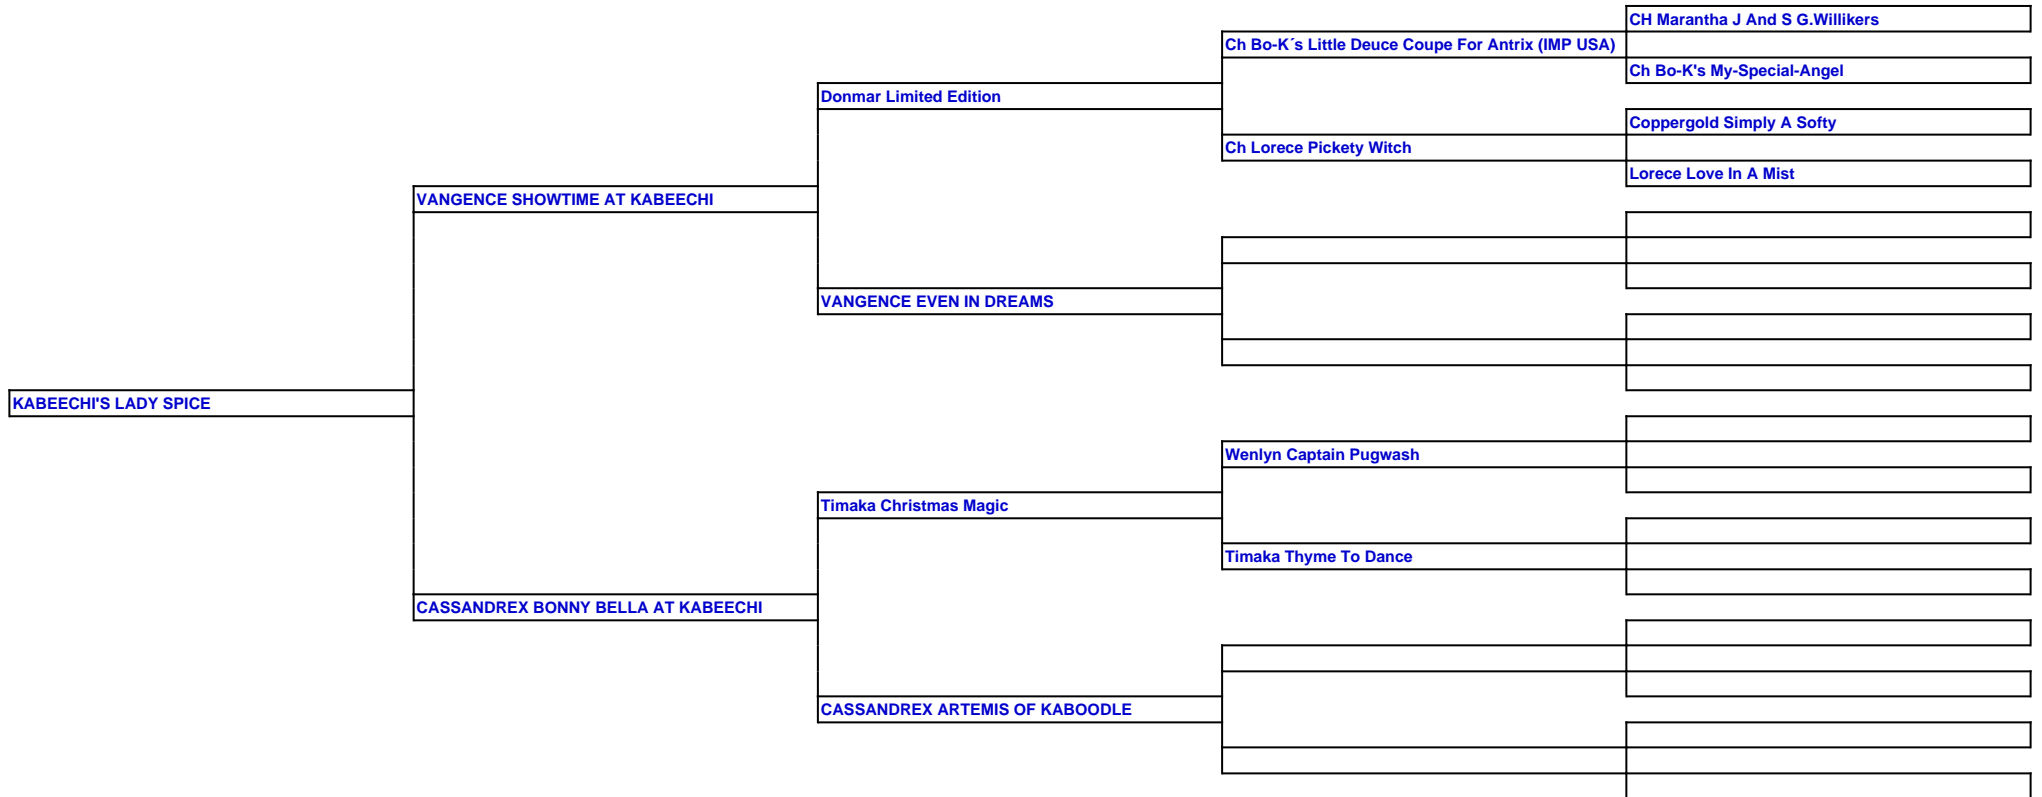 CH Marantha J And S G.Willikers
Ch Bo-K´s Little Deuce Coupe For Antrix (IMP USA)
Ch Bo-K's My-Special-Angel
Donmar Limited Edition
Coppergold Simply A Softy
Ch Lorece Pickety Witch
Lorece Love In A Mist
VANGENCE SHOWTIME AT KABEECHI
VANGENCE EVEN IN DREAMS
KABEECHI'S LADY SPICE
Wenlyn Captain Pugwash
Timaka Christmas Magic
Timaka Thyme To Dance
CASSANDREX BONNY BELLA AT KABEECHI
CASSANDREX ARTEMIS OF KABOODLE